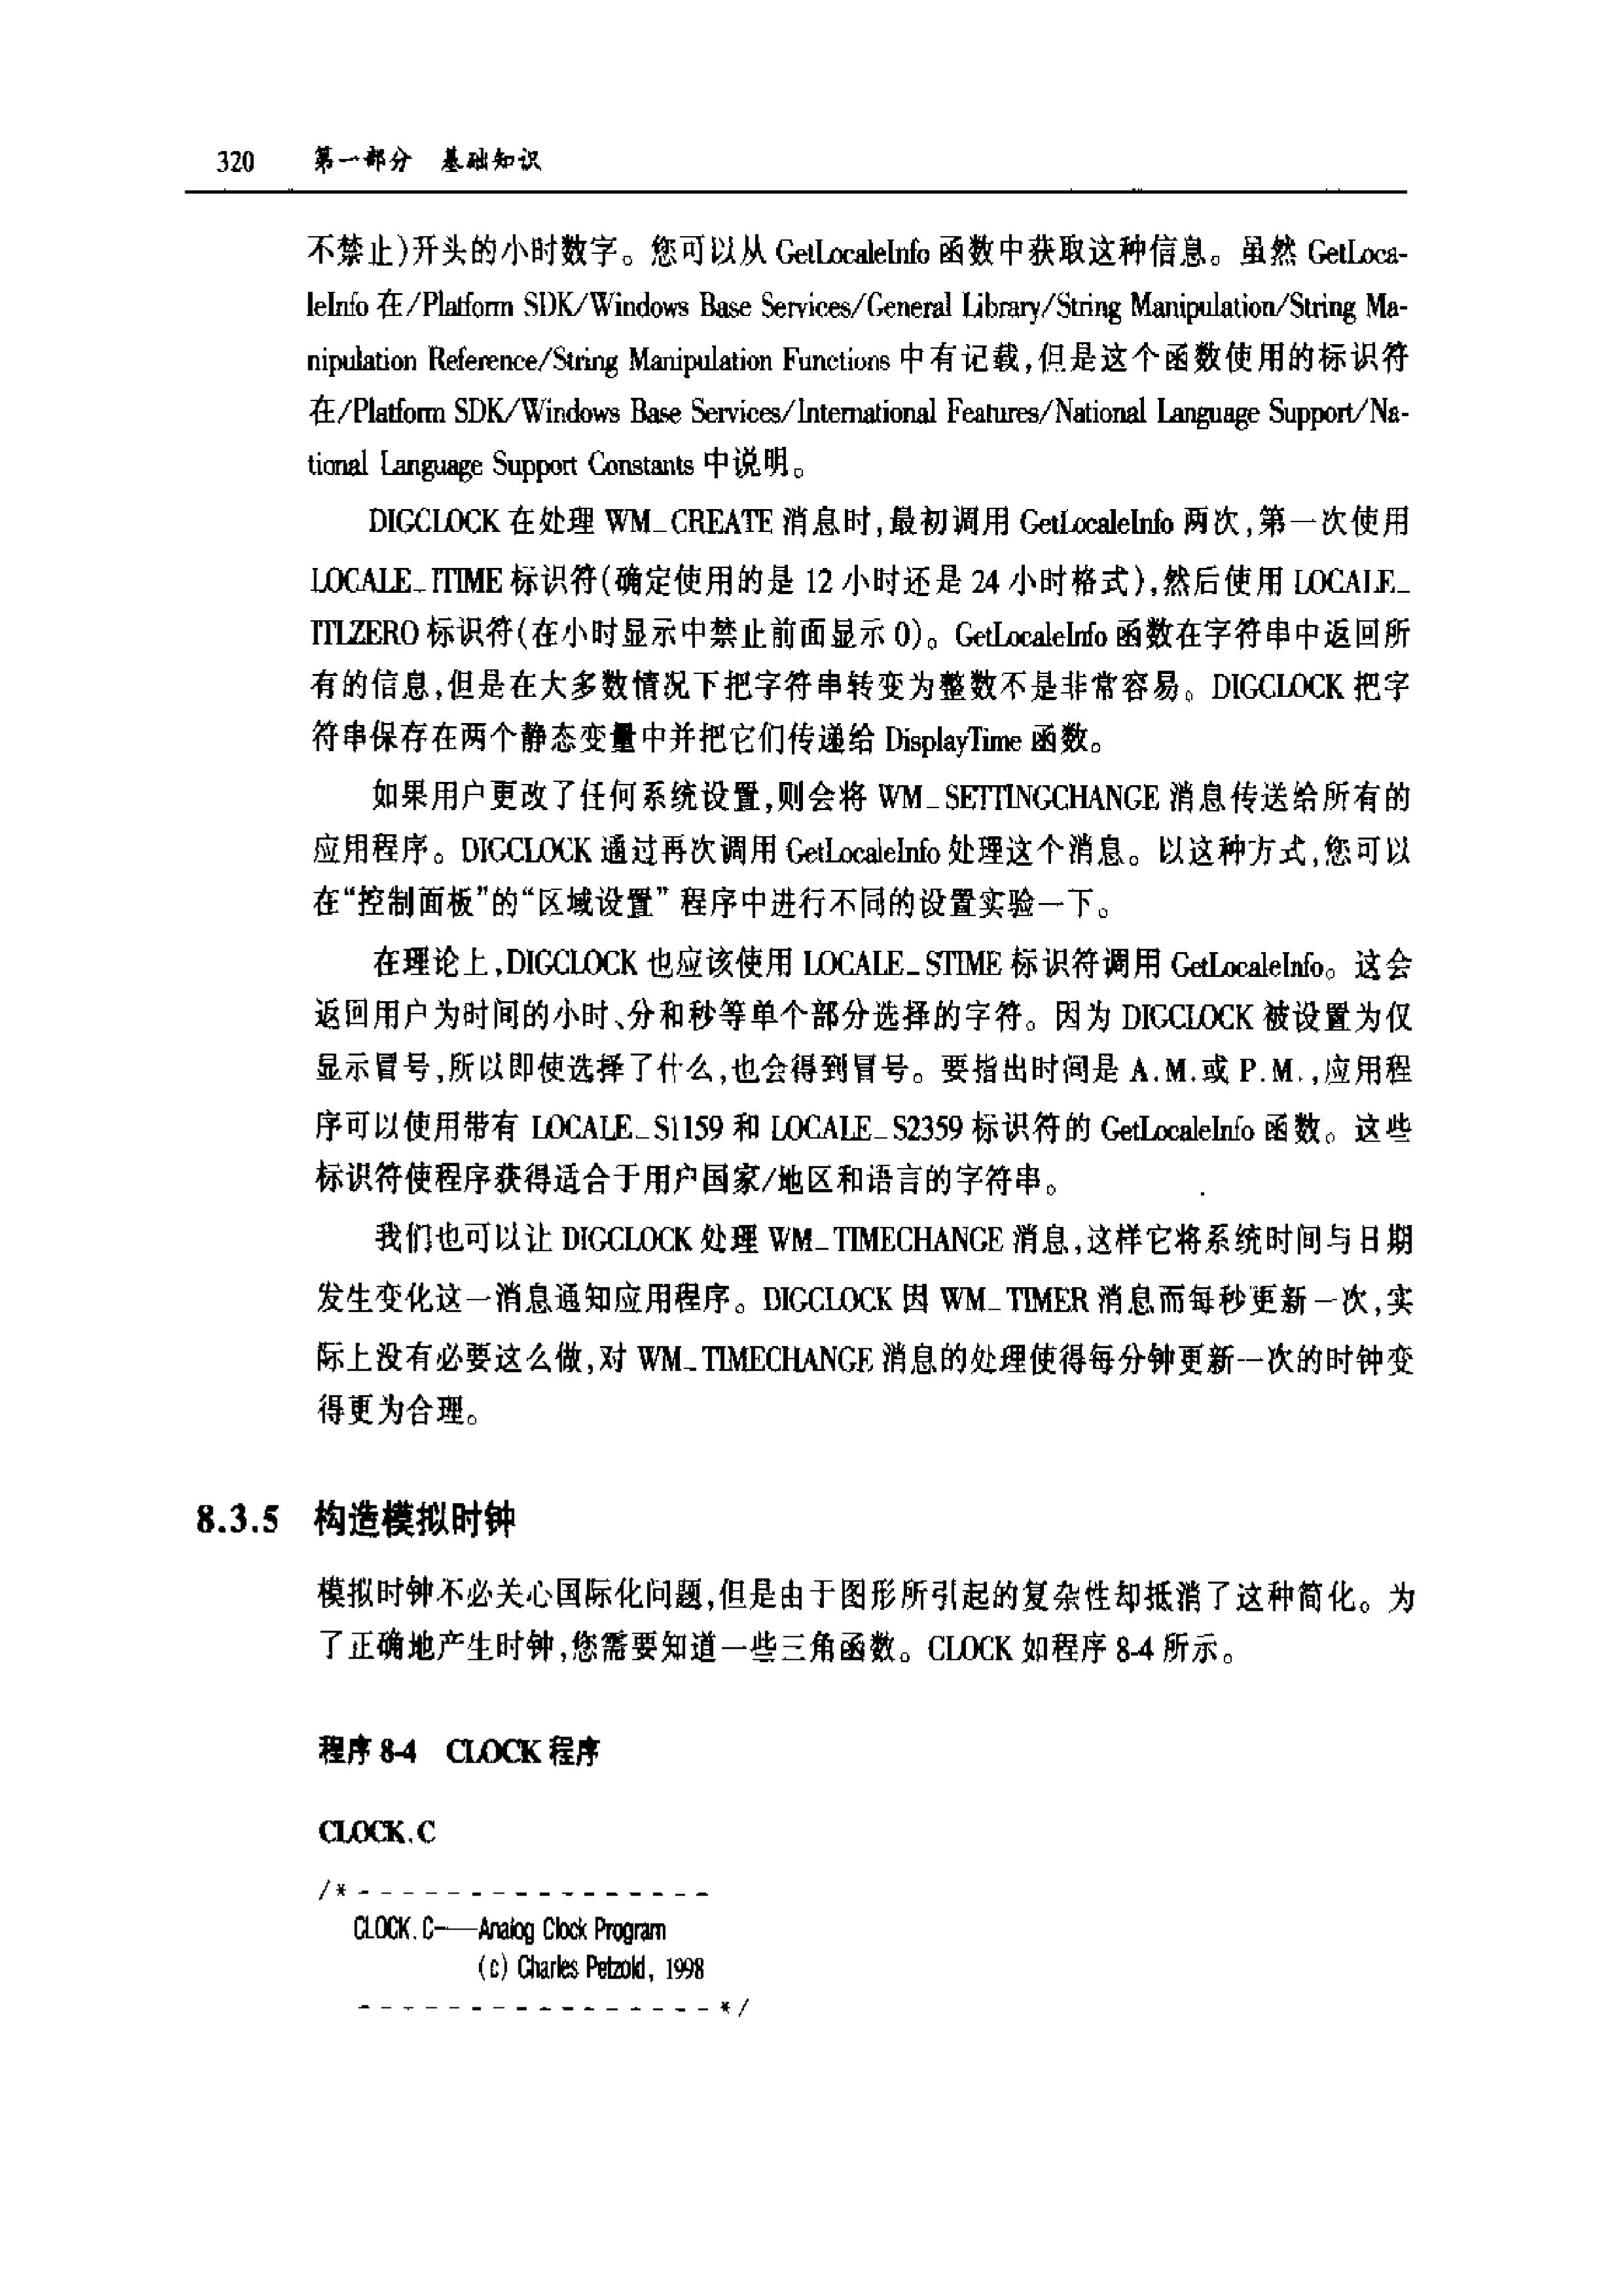 320 第一部分 基础知识
不禁止)开头的小时数字。您可以从 GetLocaleInfo 函数中获取这种信息。虽然 GetLoca-
leInfo 在/Platform SDK/Windows Base Services/General Library/String Manipulation/String Ma-
nipulation Reference/String Manipulation Functions 中有记载,但是这个函数使用的标识符
在/Platform SDK/Windows Base Services/International Features/National Language Support/Na-
tional Language Support Constants 中说明。
DIGCLOCK 在处理 WM_CREATE 消息时,最初调用 GetLocaleInfo 两次,第一次使用
LOCALE_ITIME 标识符(确定使用的是 12 小时还是 24 小时格式),然后使用 LOCALE_
ITLZERO 标识符(在小时显示中禁止前面显示 0)。GetLocaleInfo 函数在字符串中返回所
有的信息,但是在大多数情况下把字符串转变为整数不是非常容易。DIGCLOCK 把字
符串保存在两个静态变量中并把它们传递给 DisplayTime 函数。
如果用户更改了任何系统设置,则会将 WM_SETTINGCHANGE 消息传送给所有的
应用程序。DIGCLOCK 通过再次调用 GetLocaleInfo 处理这个消息。以这种方式,您可以
在“控制面板”的“区域设置” 程序中进行不同的设置实验一下。
在理论上,DIGCLOCK 也应该使用 LOCALE_STIME 标识符调用 GetLocaleInfo。这会
返回用户为时间的小时、分和秒等单个部分选择的字符。因为 DIGCLOCK 被设置为仅
显示冒号,所以即使选择了什么,也会得到冒号。要指出时间是 A.M.或 P.M.,应用程
序可以使用带有 LOCALE_S1159 和 LOCALE_S2359 标识符的 GetLocaleInfo 函数。这些
标识符使程序获得适合于用户国家/地区和语言的字符串。
我们也可以让 DIGCLOCK 处理 WM_TIMECHANGE 消息,这样它将系统时间与日期
发生变化这一消息通知应用程序。DIGCLOCK 因 WM_TIMER 消息而每秒更新一次,实
际上没有必要这么做,对 WM_TIMECHANGE 消息的处理使得每分钟更新一次的时钟变
得更为合理。
8.3.5 构造模拟时钟
模拟时钟不必关心国际化问题,但是由于图形所引起的复杂性却抵消了这种简化。为
了正确地产生时钟,您需要知道一些三角函数。CLOCK 如程序 8-4 所示。
程序 8-4 CLOCK 程序
CLOCK.C
/* - - - - - - - - - - - - - - - -
CLOCK.C——Analog Clock Program
(c) Charles Petzold, 1998
- - - - - - - - - - - - - - - - */